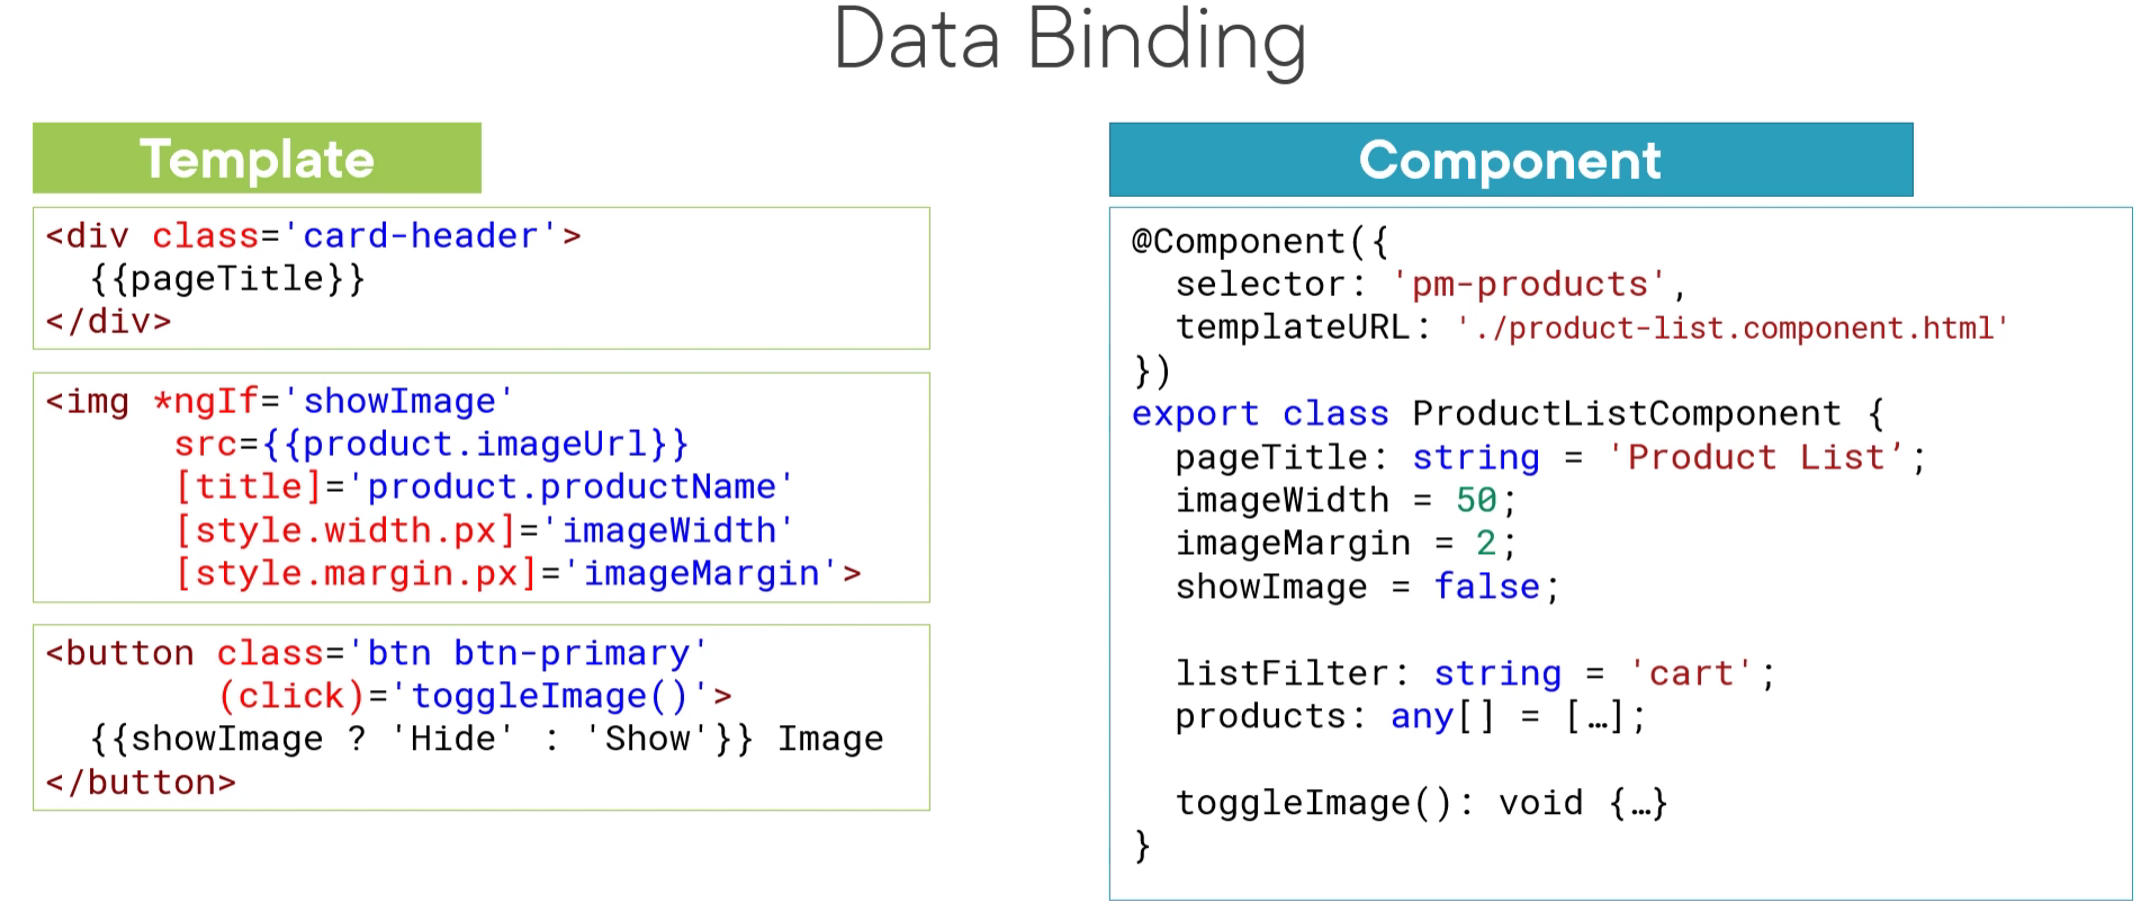 Data Binding
Template
<div class='card-header'>
  {{pageTitle}}
</div>
<img *ngIf='showImage'
      src={{product.imageUrl}}
      [title]='product.productName'
      [style.width.px]='imageWidth'
      [style.margin.px]='imageMargin'>
<button class='btn btn-primary'
        (click)='toggleImage()'>
  {{showImage ? 'Hide' : 'Show'}} Image
</button>
Component
@Component({
  selector: 'pm-products',
  templateURL: './product-list.component.html'
})
export class ProductListComponent {
  pageTitle: string = 'Product List’;
  imageWidth = 50;
  imageMargin = 2;
  showImage = false;
  listFilter: string = 'cart';
  products: any[] = […];
  toggleImage(): void {…}
}